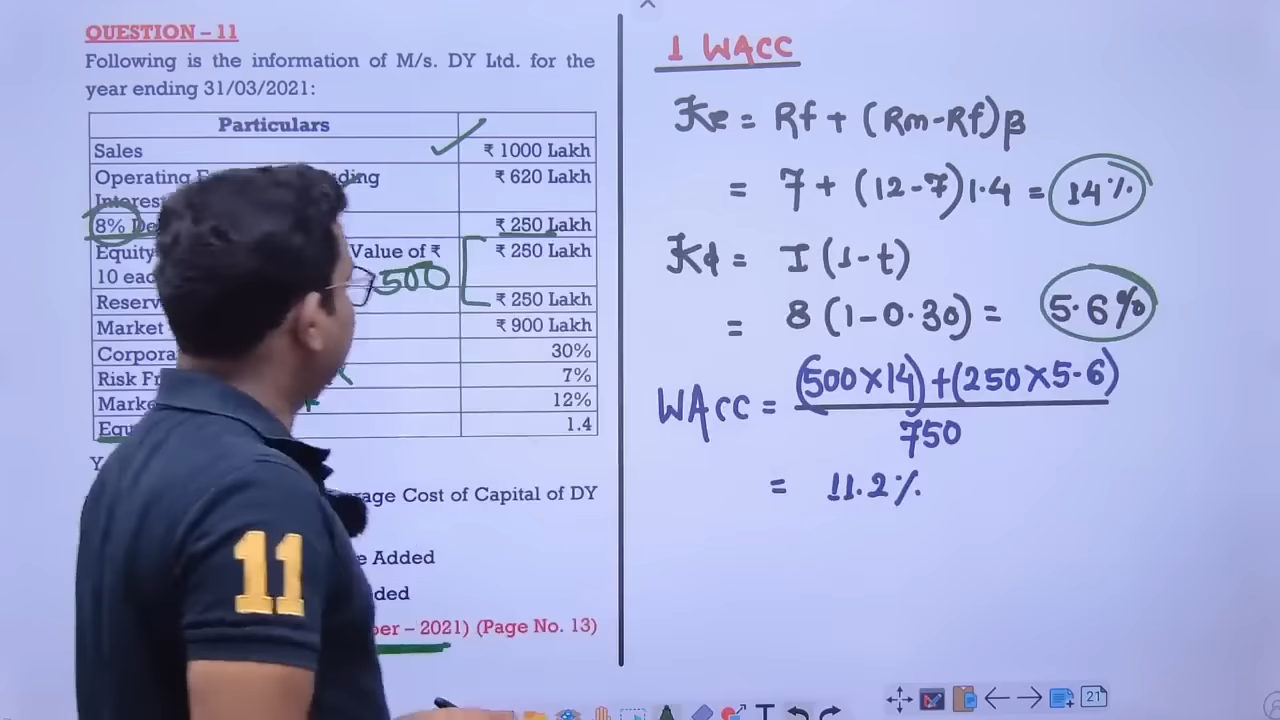 QUESTION – 11
Following is the information of M/s. DY Ltd. for the
year ending 31/03/2021:
Particulars
Sales ₹ 1000 Lakh
Operating ding ₹ 620 Lakh
Interest
8% De ₹ 250 Lakh
Equity Value of ₹ ₹ 250 Lakh
10 eac 500
Reserv ₹ 250 Lakh
Market ₹ 900 Lakh
Corpora 30%
Risk Fr 7%
Marke 12%
Equ 1.4
Y
rage Cost of Capital of DY
e Added
ded
ber – 2021) (Page No. 13)
11
1 WACC
Ke = Rf + (Rm-Rf)β
= 7 + (12-7)1.4 = 14%
Kd = I (1-t)
= 8 (1-0.30) = 5.6%
WACC = (500×14) + (250×5.6)
750
= 11.2%
21